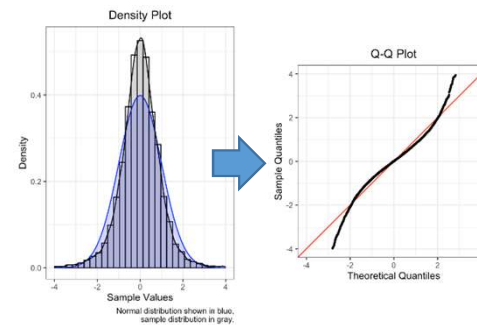 Density Plot
Density
0.4
0.2
0.0
-4
-2
0
2
4
Sample Values
Normal distribution shown in blue,
sample distribution in gray.
Q-Q Plot
Sample Quantiles
4
2
0
-2
-4
-4
-2
0
2
Theoretical Quantiles